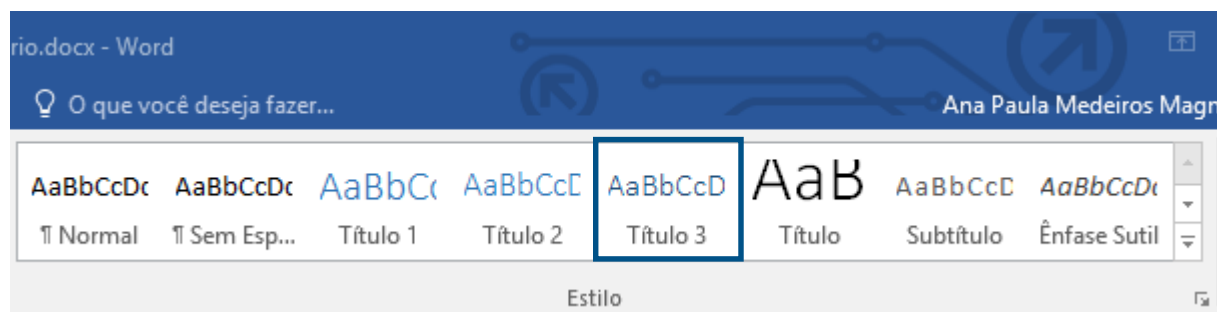 rio.docx - Word
O que você deseja fazer...
Ana Paula Medeiros Magn
AaBbCcDc AaBbCcDc AaBbC( AaBbCcD AaBbCcD AaB AaBbCcD AaBbCcDc
¶ Normal ¶ Sem Esp... Título 1 Título 2 Título 3 Título Subtítulo Ênfase Sutil
Estilo